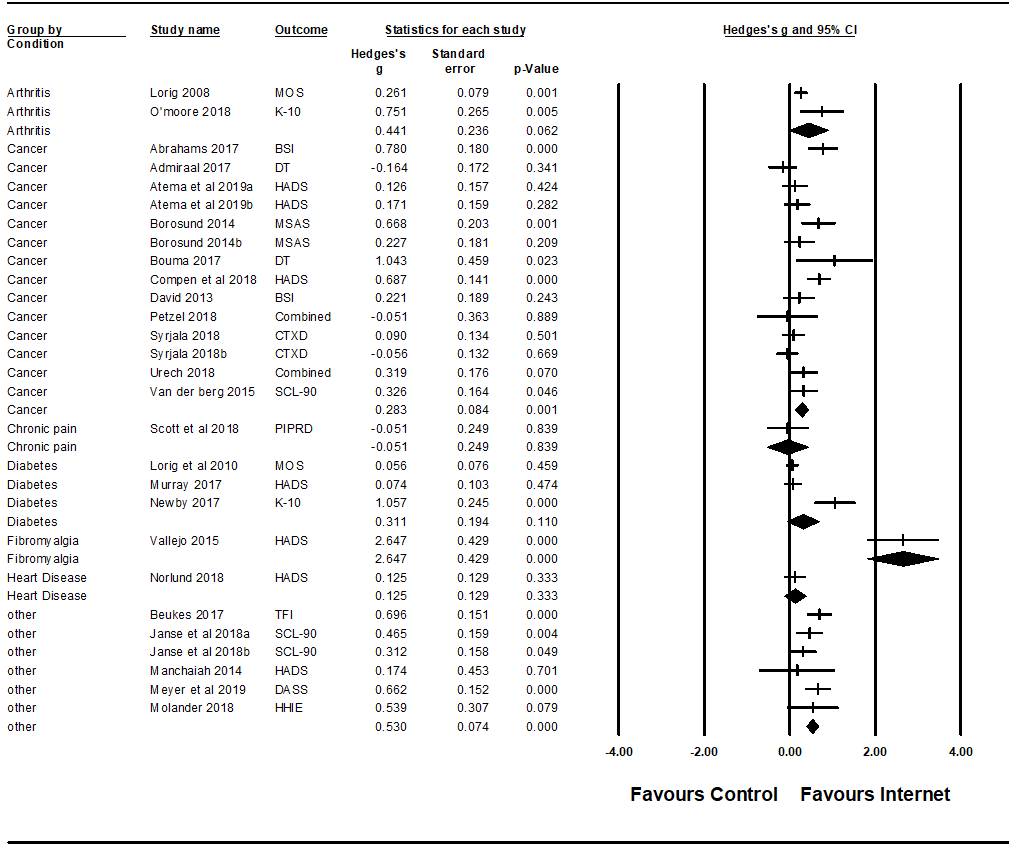 Group by Study name Outcome Statistics for each study Hedges's g and 95% CI
Condition
Hedges's Standard
g error p-Value
Arthritis Lorig 2008 MOS 0.261 0.079 0.001
Arthritis O'moore 2018 K-10 0.751 0.265 0.005
Arthritis 0.441 0.236 0.062
Cancer Abrahams 2017 BSI 0.780 0.180 0.000
Cancer Admiraal 2017 DT -0.164 0.172 0.341
Cancer Atema et al 2019a HADS 0.126 0.157 0.424
Cancer Atema et al 2019b HADS 0.171 0.159 0.282
Cancer Borosund 2014 MSAS 0.668 0.203 0.001
Cancer Borosund 2014b MSAS 0.227 0.181 0.209
Cancer Bouma 2017 DT 1.043 0.459 0.023
Cancer Compen et al 2018 HADS 0.687 0.141 0.000
Cancer David 2013 BSI 0.221 0.189 0.243
Cancer Petzel 2018 Combined -0.051 0.363 0.889
Cancer Syrjala 2018 CTXD 0.090 0.134 0.501
Cancer Syrjala 2018b CTXD -0.056 0.132 0.669
Cancer Urech 2018 Combined 0.319 0.176 0.070
Cancer Van der berg 2015 SCL-90 0.326 0.164 0.046
Cancer 0.283 0.084 0.001
Chronic pain Scott et al 2018 PIPRD -0.051 0.249 0.839
Chronic pain -0.051 0.249 0.839
Diabetes Lorig et al 2010 MOS 0.056 0.076 0.459
Diabetes Murray 2017 HADS 0.074 0.103 0.474
Diabetes Newby 2017 K-10 1.057 0.245 0.000
Diabetes 0.311 0.194 0.110
Fibromyalgia Vallejo 2015 HADS 2.647 0.429 0.000
Fibromyalgia 2.647 0.429 0.000
Heart Disease Norlund 2018 HADS 0.125 0.129 0.333
Heart Disease 0.125 0.129 0.333
other Beukes 2017 TFI 0.696 0.151 0.000
other Janse et al 2018a SCL-90 0.465 0.159 0.004
other Janse et al 2018b SCL-90 0.312 0.158 0.049
other Manchaiah 2014 HADS 0.174 0.453 0.701
other Meyer et al 2019 DASS 0.662 0.152 0.000
other Molander 2018 HHIE 0.539 0.307 0.079
other 0.530 0.074 0.000
-4.00 -2.00 0.00 2.00 4.00
Favours Control Favours Internet